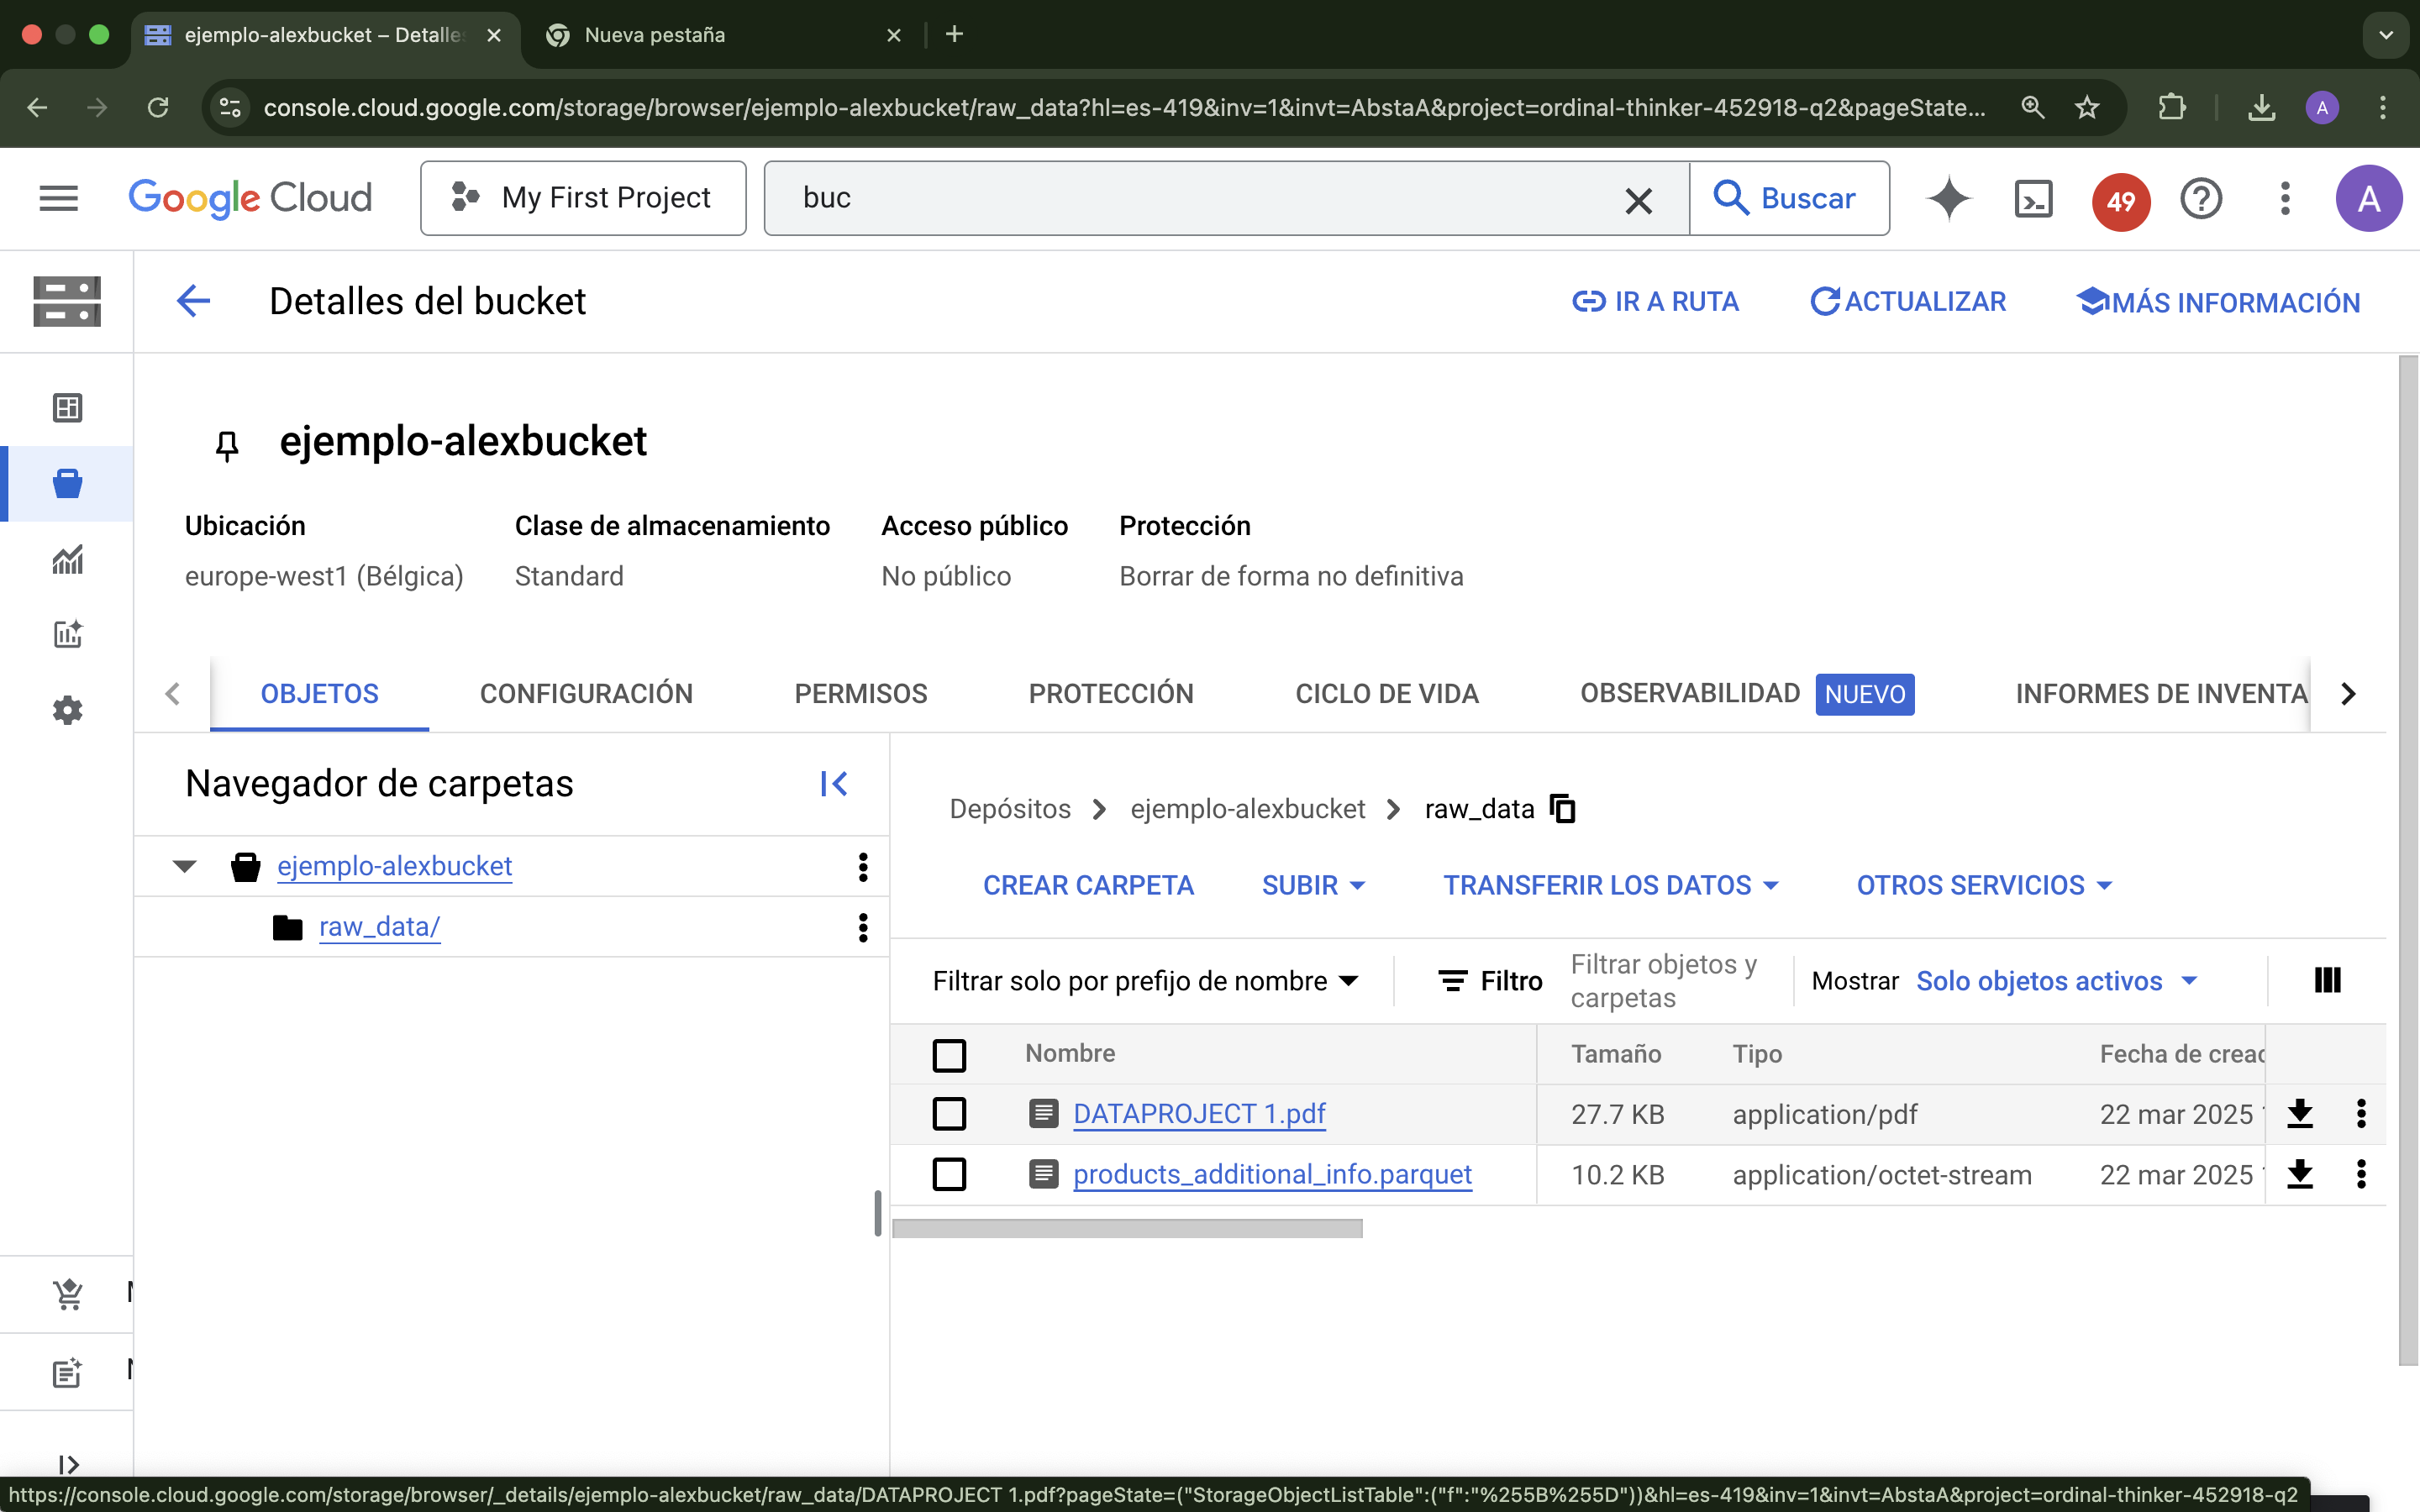 ejemplo-alexbucket – Detalles
Nueva pestaña
console.cloud.google.com/storage/browser/ejemplo-alexbucket/raw_data?hl=es-419&inv=1&invt=AbstaA&project=ordinal-thinker-452918-q2&pageState...
A
Google Cloud
My First Project
buc
Buscar
49
A
Detalles del bucket
IR A RUTA
ACTUALIZAR
MÁS INFORMACIÓN
ejemplo-alexbucket
Ubicación
Clase de almacenamiento
Acceso público
Protección
europe-west1 (Bélgica)
Standard
No público
Borrar de forma no definitiva
OBJETOS
CONFIGURACIÓN
PERMISOS
PROTECCIÓN
CICLO DE VIDA
OBSERVABILIDAD NUEVO
INFORMES DE INVENTA
Navegador de carpetas
ejemplo-alexbucket
raw_data/
Depósitos
ejemplo-alexbucket
raw_data
CREAR CARPETA
SUBIR
TRANSFERIR LOS DATOS
OTROS SERVICIOS
Filtrar solo por prefijo de nombre
Filtro
Filtrar objetos y
carpetas
Mostrar
Solo objetos activos
Nombre
Tamaño
Tipo
Fecha de creac
DATAPROJECT 1.pdf
27.7 KB
application/pdf
22 mar 2025
products_additional_info.parquet
10.2 KB
application/octet-stream
22 mar 2025
https://console.cloud.google.com/storage/browser/_details/ejemplo-alexbucket/raw_data/DATAPROJECT 1.pdf?pageState=("StorageObjectListTable":("f":"%255B%255D"))&hl=es-419&inv=1&invt=AbstaA&project=ordinal-thinker-452918-q2